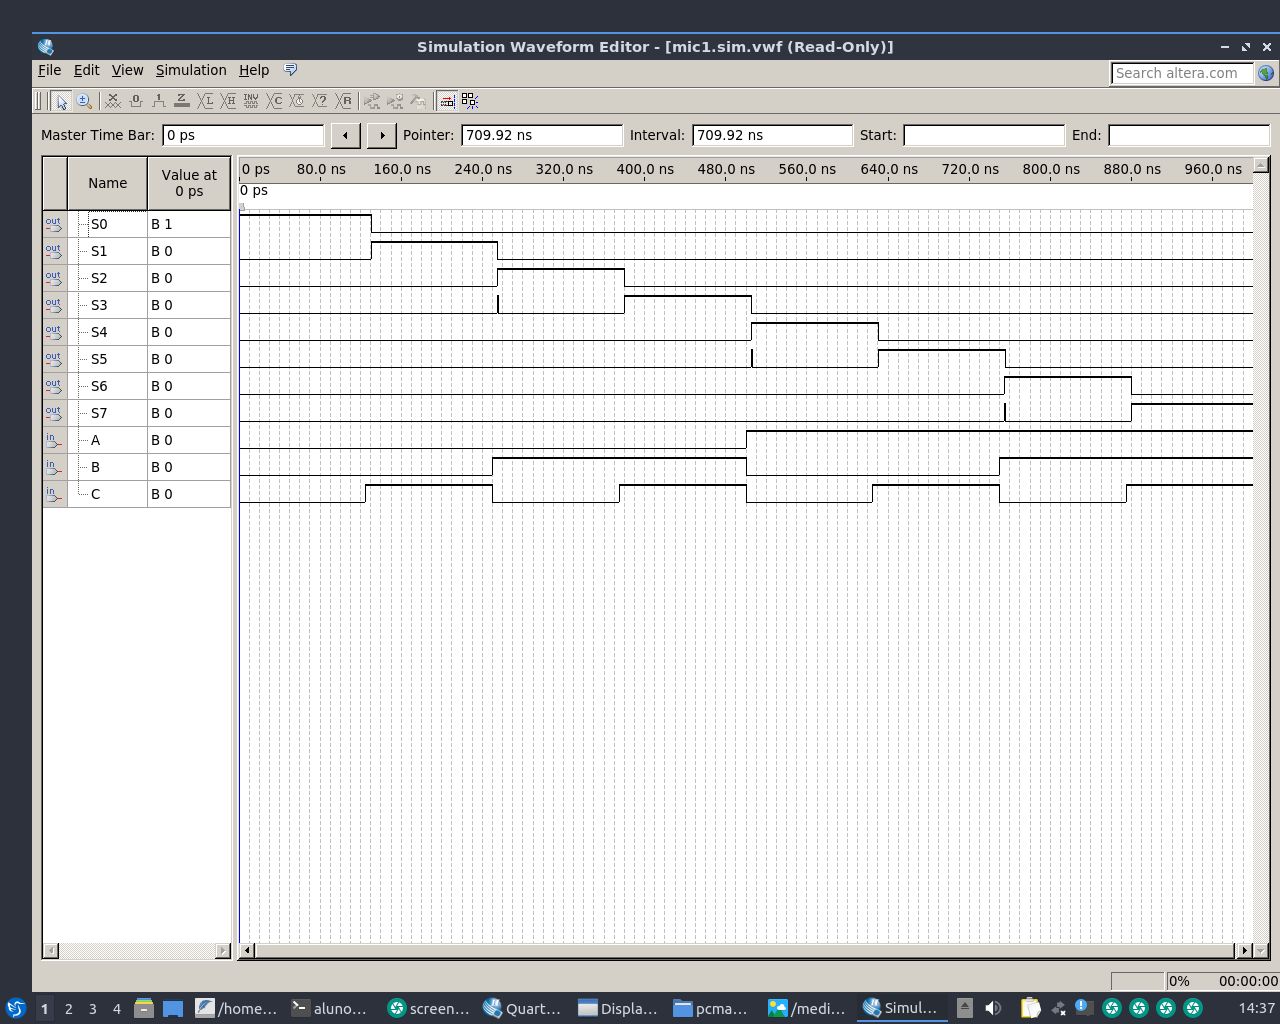 Simulation Waveform Editor - [mic1.sim.vwf (Read-Only)]
File Edit View Simulation Help
Search altera.com
Master Time Bar: 0 ps Pointer: 709.92 ns Interval: 709.92 ns Start: End:
Name Value at 0 ps
0 ps 80.0 ns 160.0 ns 240.0 ns 320.0 ns 400.0 ns 480.0 ns 560.0 ns 640.0 ns 720.0 ns 800.0 ns 880.0 ns 960.0 ns
0 ps
out S0 B 1
out S1 B 0
out S2 B 0
out S3 B 0
out S4 B 0
out S5 B 0
out S6 B 0
out S7 B 0
in A B 0
in B B 0
in C B 0
0% 00:00:00
1 2 3 4 /home... aluno... screen... Quart... Displa... pcma... /medi... Simul... 14:37